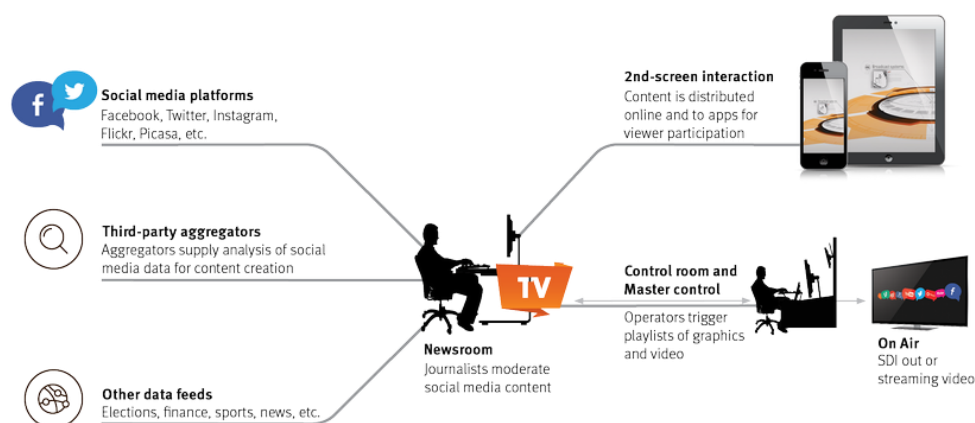 Social media platforms
Facebook, Twitter, Instagram,
Flickr, Picasa, etc.
Third-party aggregators
Aggregators supply analysis of social
media data for content creation
Other data feeds
Elections, finance, sports, news, etc.
TV
Newsroom
Journalists moderate
social media content
2nd-screen interaction
Content is distributed
online and to apps for
viewer participation
Control room and
Master control
Operators trigger
playlists of graphics
and video
On Air
SDI out or
streaming video